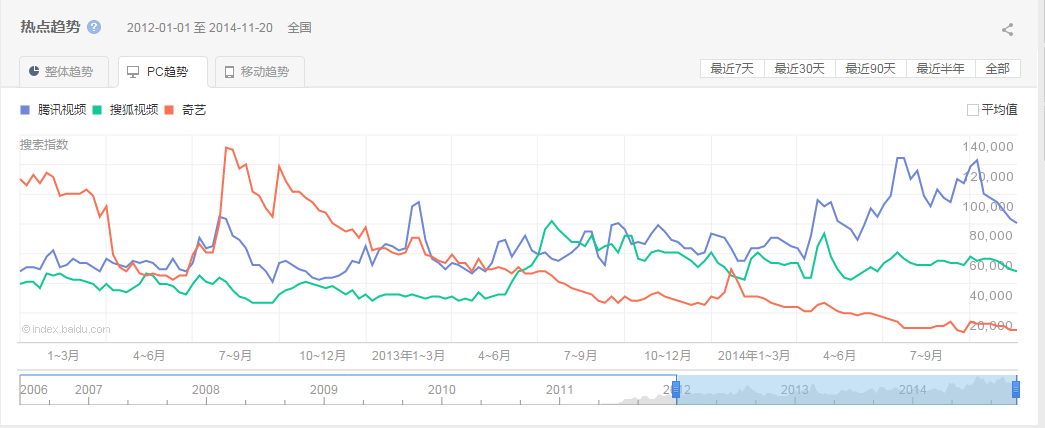 热点趋势 ? 2012-01-01 至 2014-11-20 全国
整体趋势 PC趋势 移动趋势
最近7天 最近30天 最近90天 最近半年 全部
腾讯视频 搜狐视频 奇艺 平均值
搜索指数
140,000
120,000
100,000
80,000
60,000
40,000
20,000
© index.baidu.com
1~3月 4~6月 7~9月 10~12月 2013年1~3月 4~6月 7~9月 10~12月 2014年1~3月 4~6月 7~9月
2006 2007 2008 2009 2010 2011 2012 2013 2014